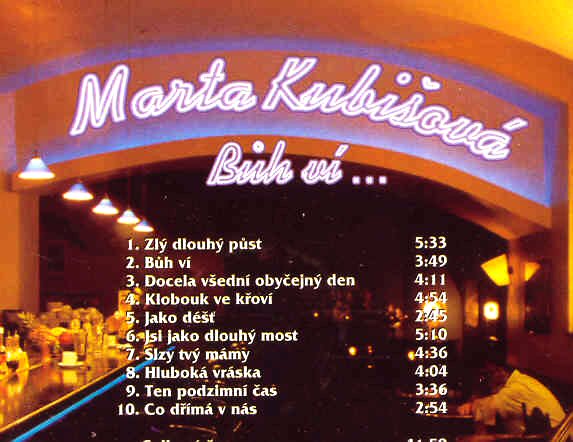 Marta Kubišová
Bůh ví ...
1. Zlý dlouhý půst 5:33
2. Bůh ví 3:49
3. Docela všední obyčejný den 4:11
4. Klobouk ve křoví 4:54
5. Jako déšť 2:45
6. Jsi jako dlouhý most 5:10
7. Slzy tvý mámy 4:36
8. Hluboká vráska 4:04
9. Ten podzimní čas 3:36
10. Co dřímá v nás 2:54